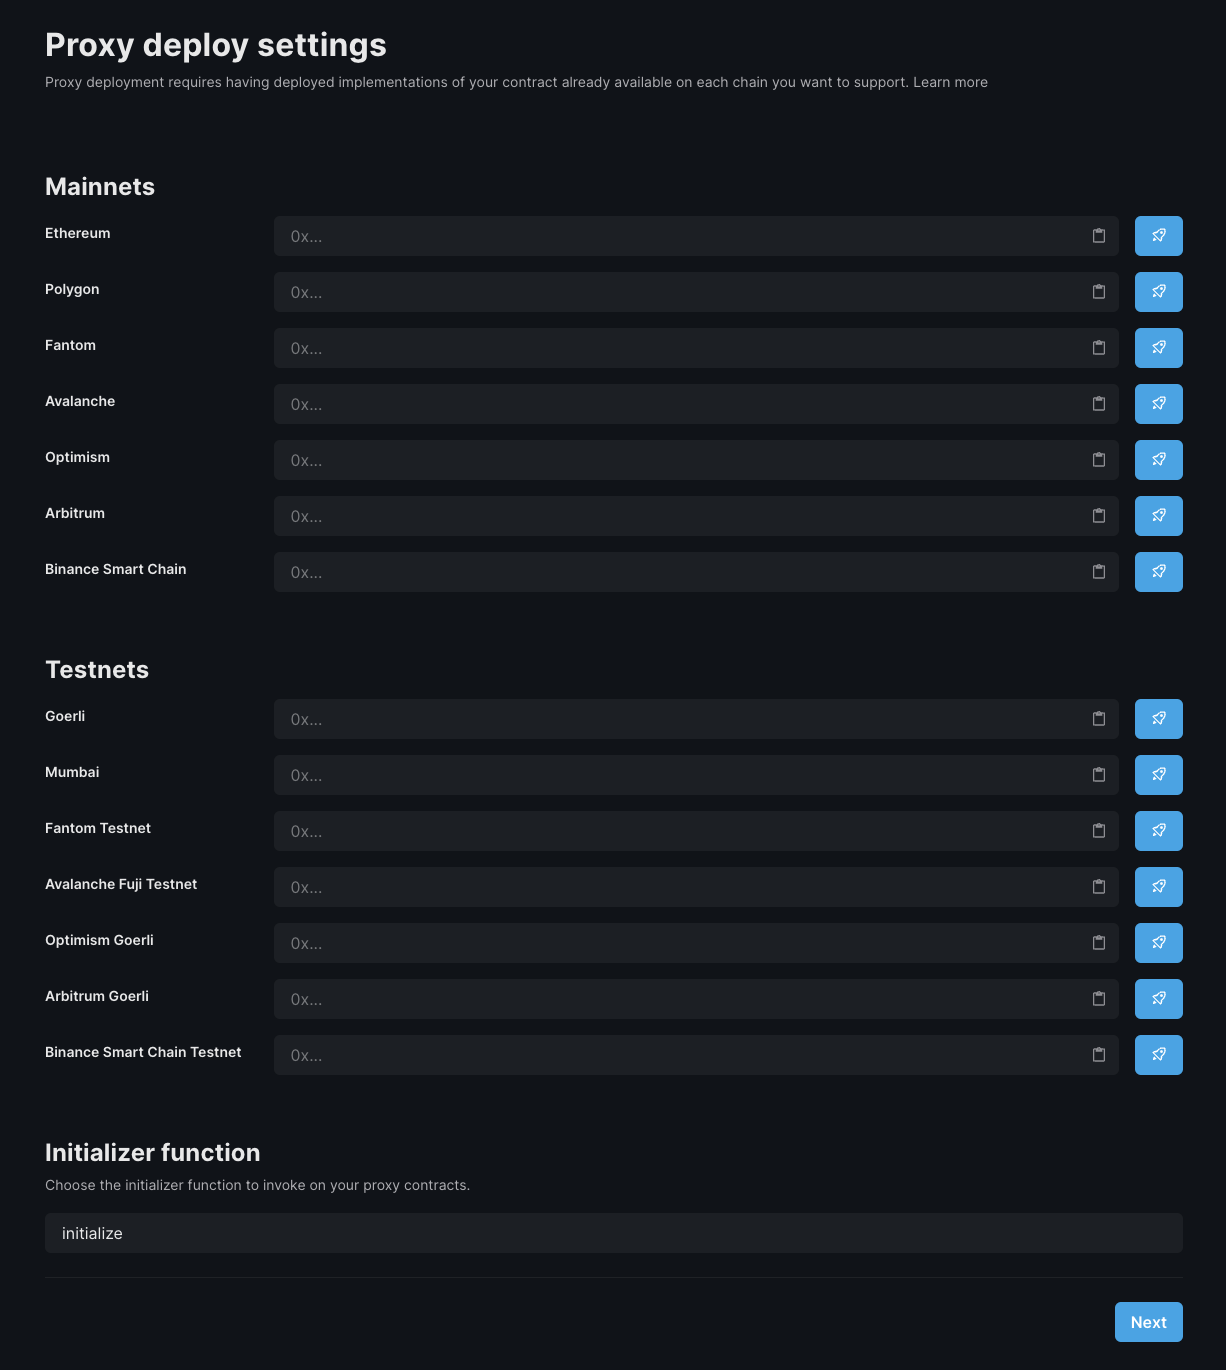 Proxy deploy settings
Proxy deployment requires having deployed implementations of your contract already available on each chain you want to support. Learn more
Mainnets
Ethereum 0x...
Polygon 0x...
Fantom 0x...
Avalanche 0x...
Optimism 0x...
Arbitrum 0x...
Binance Smart Chain 0x...
Testnets
Goerli 0x...
Mumbai 0x...
Fantom Testnet 0x...
Avalanche Fuji Testnet 0x...
Optimism Goerli 0x...
Arbitrum Goerli 0x...
Binance Smart Chain Testnet 0x...
Initializer function
Choose the initializer function to invoke on your proxy contracts.
initialize
Next